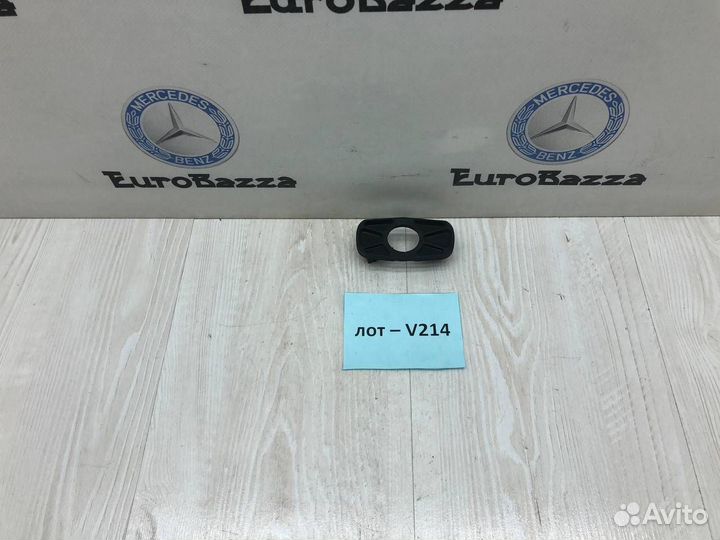 EuroBazza
MERCEDES
BENZ
EuroBazza
MERCEDES
BENZ
EuroBazza
лот – V214
Avito